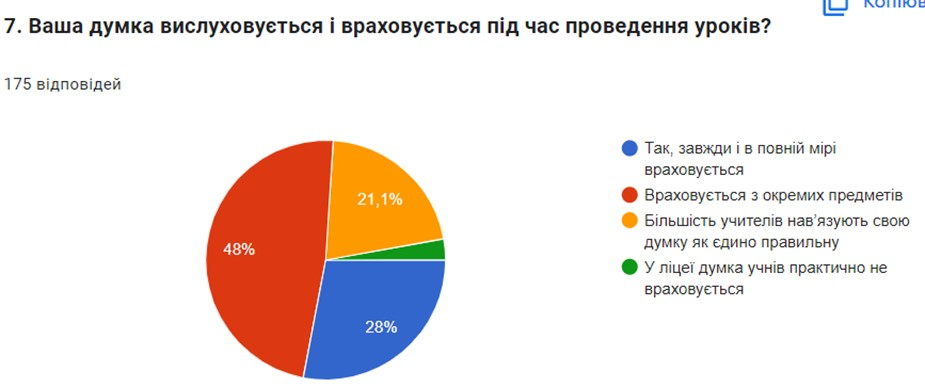 7. Ваша думка вислуховується і враховується під час проведення уроків?
175 відповідей
21,1%
48%
28%
Так, завжди і в повній мірі
враховується
Враховується з окремих предметів
Більшість учителів нав’язують свою
думку як єдино правильну
У ліцеї думка учнів практично не
враховується